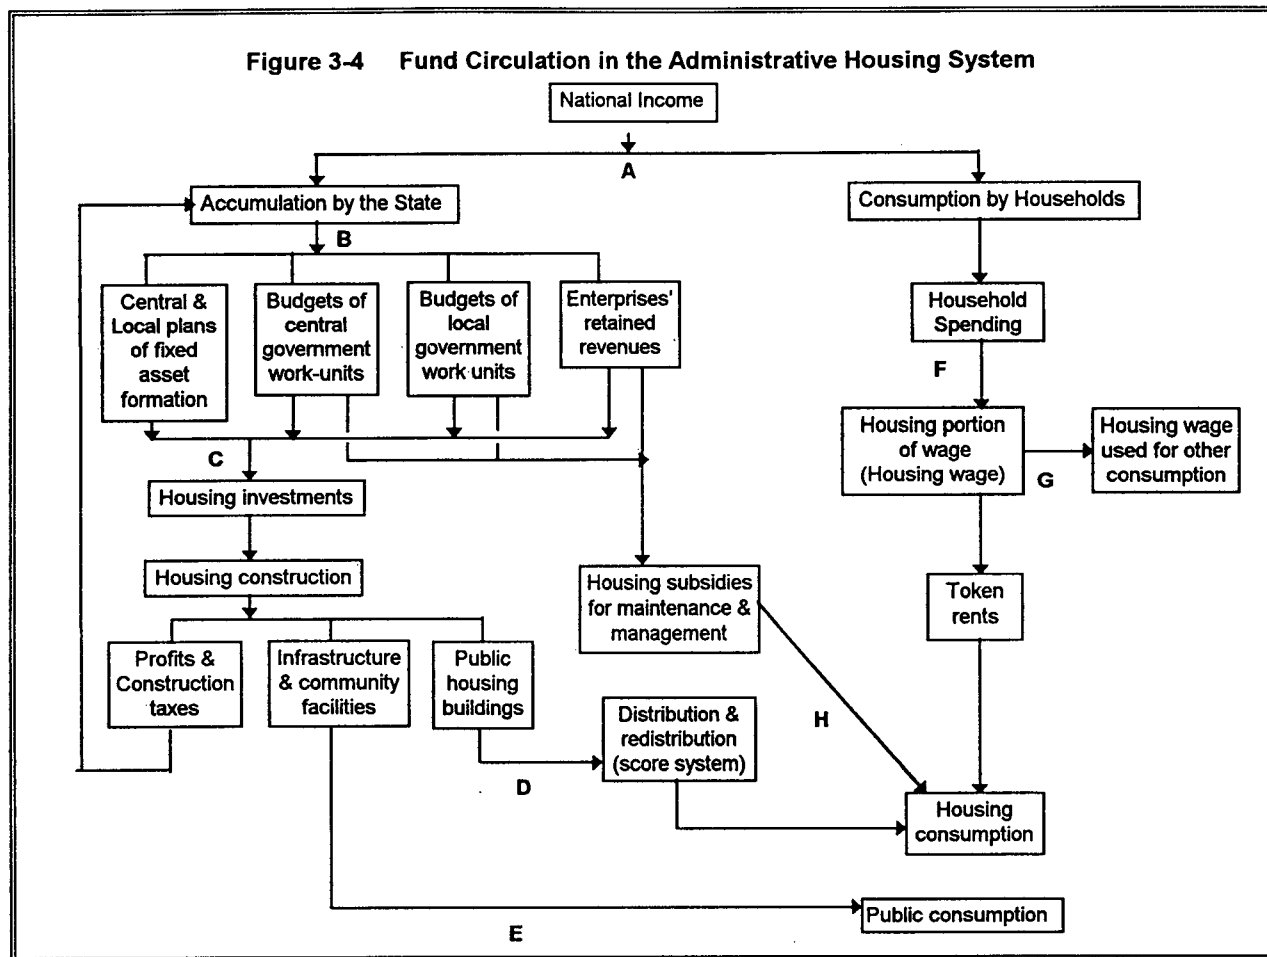 Figure 3-4 Fund Circulation in the Administrative Housing System
National Income
A
Accumulation by the State
Consumption by Households
B
Central &
Local plans
of fixed
asset
formation
Budgets of
central
government
work-units
Budgets of
local
government
work units
Enterprises'
retained
revenues
Household
Spending
F
Housing portion
of wage
(Housing wage)
G
Housing wage
used for other
consumption
C
Housing investments
Housing construction
Housing subsidies
for maintenance &
management
Token
rents
Profits &
Construction
taxes
Infrastructure
& community
facilities
Public
housing
buildings
Distribution &
redistribution
(score system)
H
D
Housing
consumption
Public consumption
E